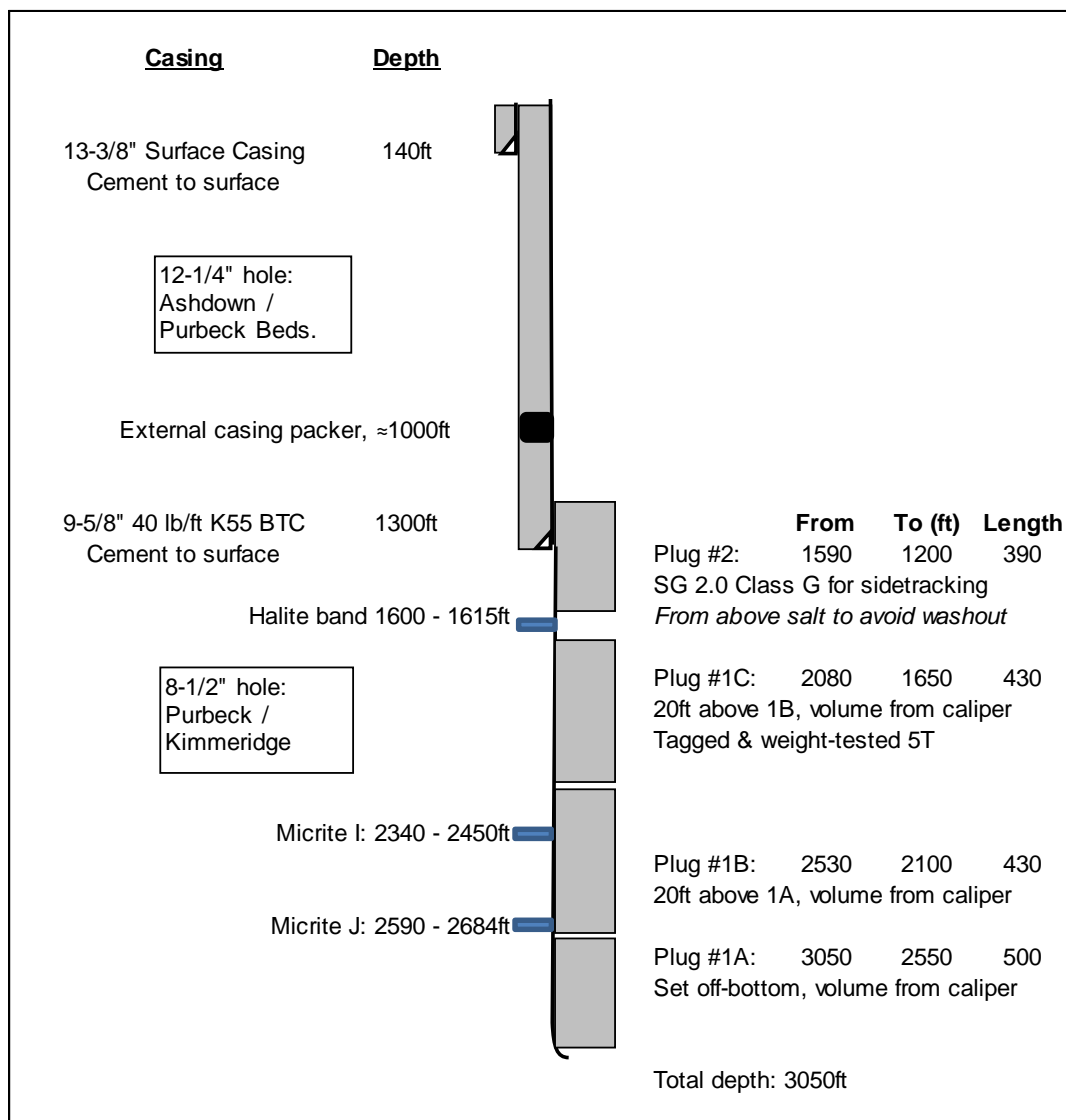 Casing Depth
13-3/8" Surface Casing 140ft
Cement to surface
12-1/4" hole:
Ashdown /
Purbeck Beds.
External casing packer, ≈1000ft
9-5/8" 40 lb/ft K55 BTC 1300ft
Cement to surface
From To (ft) Length
Plug #2: 1590 1200 390
SG 2.0 Class G for sidetracking
From above salt to avoid washout
Halite band 1600 - 1615ft
8-1/2" hole:
Purbeck /
Kimmeridge
Plug #1C: 2080 1650 430
20ft above 1B, volume from caliper
Tagged & weight-tested 5T
Micrite I: 2340 - 2450ft
Plug #1B: 2530 2100 430
20ft above 1A, volume from caliper
Micrite J: 2590 - 2684ft
Plug #1A: 3050 2550 500
Set off-bottom, volume from caliper
Total depth: 3050ft